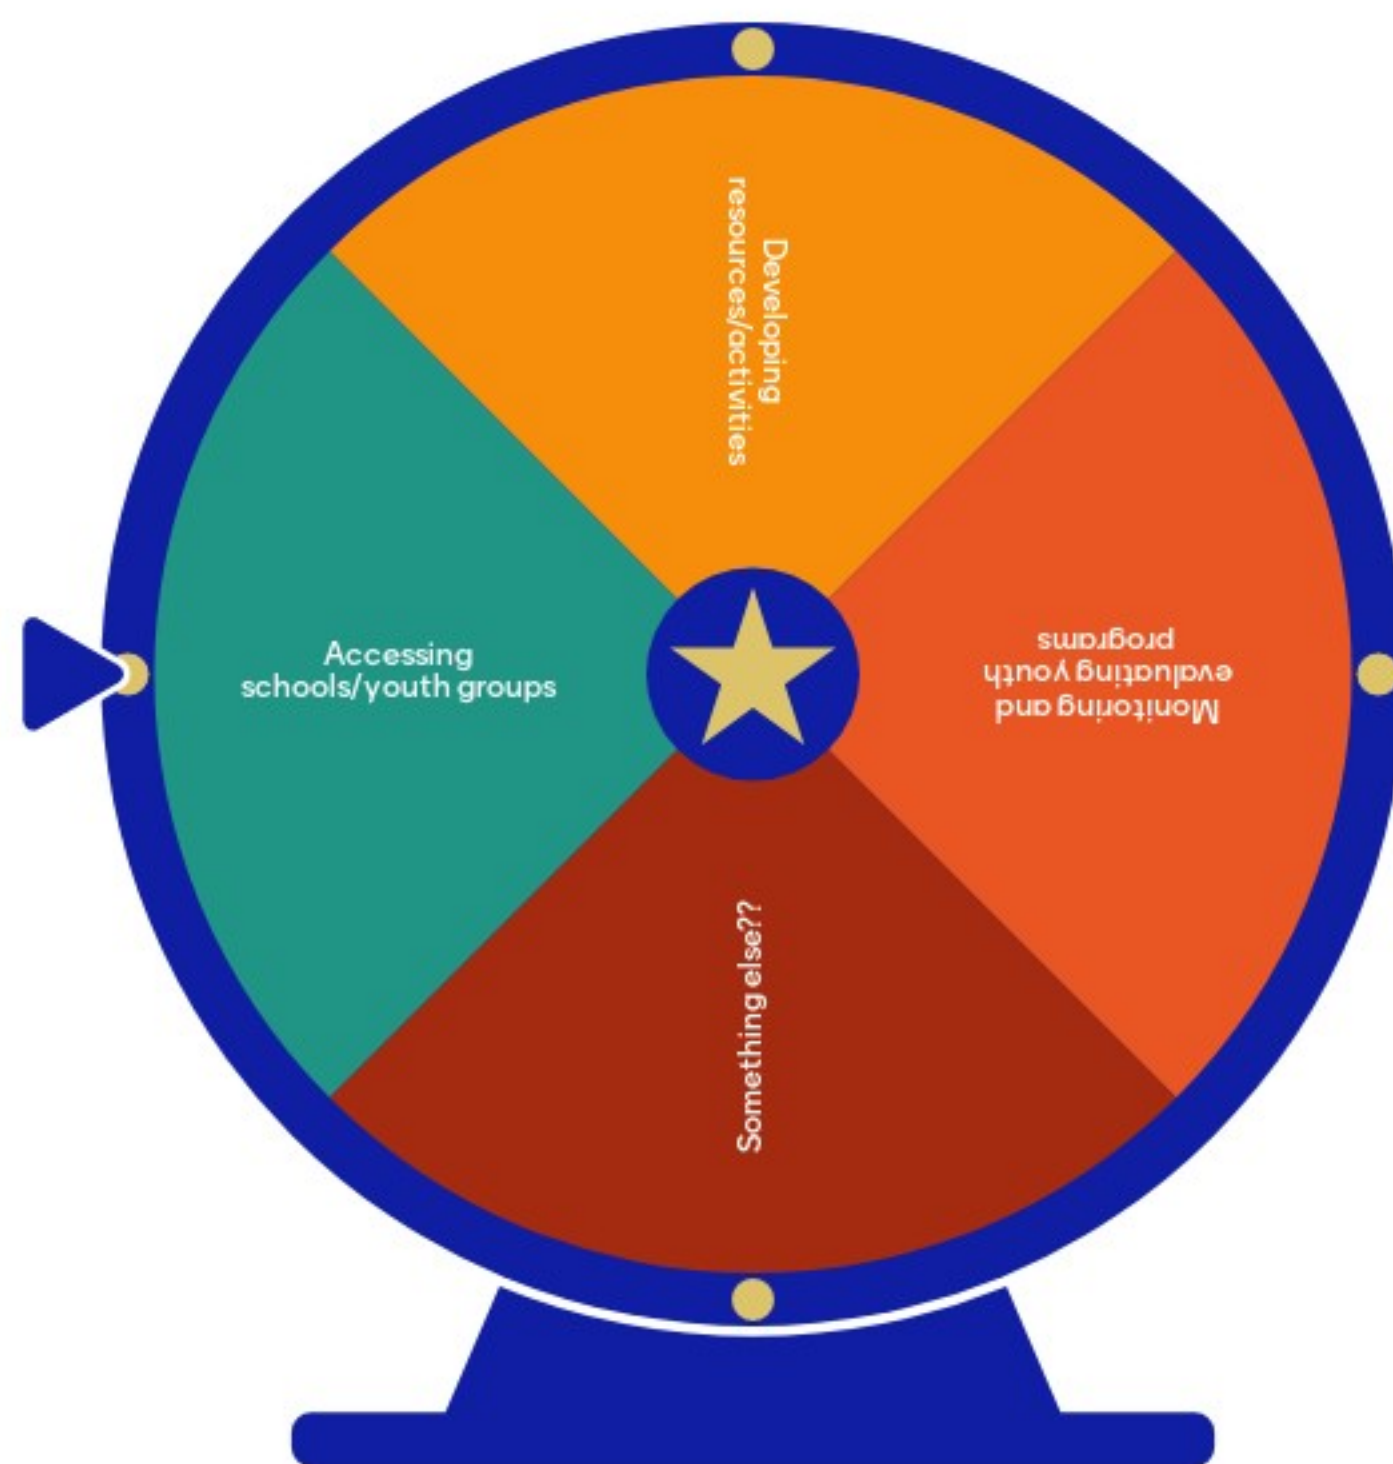 Developing
resources/activities
Accessing
schools/youth groups
Monitoring and
evaluating youth
programs
Something else??